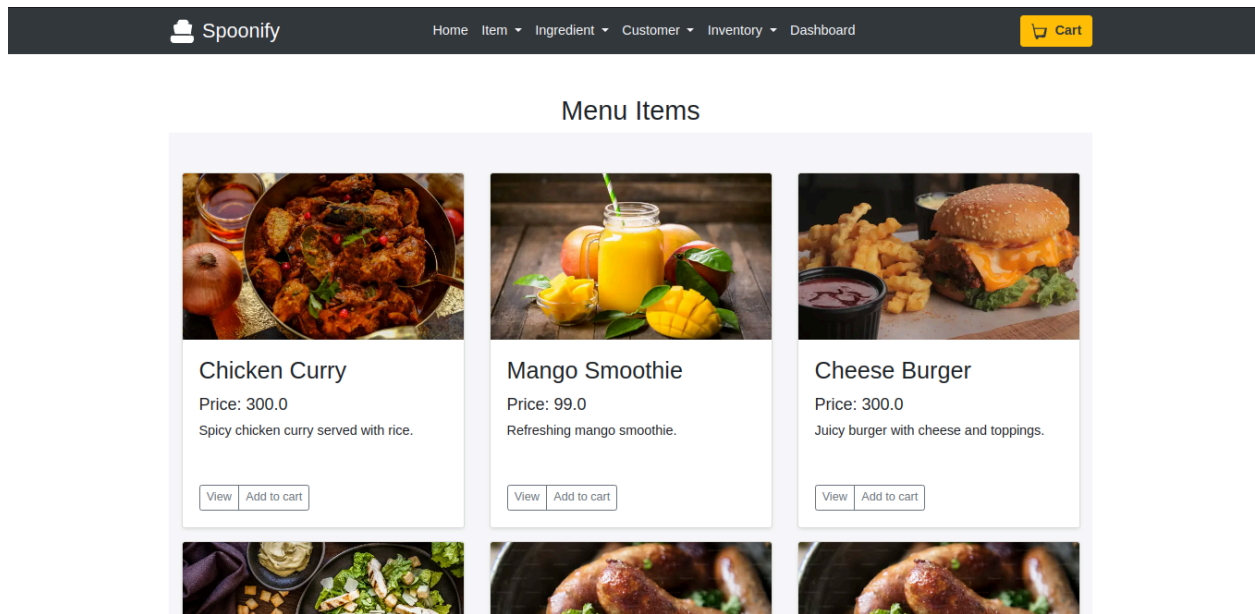 Spoonify Home Item Ingredient Customer Inventory Dashboard Cart
Menu Items
Chicken Curry
Price: 300.0
Spicy chicken curry served with rice.
View Add to cart
Mango Smoothie
Price: 99.0
Refreshing mango smoothie.
View Add to cart
Cheese Burger
Price: 300.0
Juicy burger with cheese and toppings.
View Add to cart